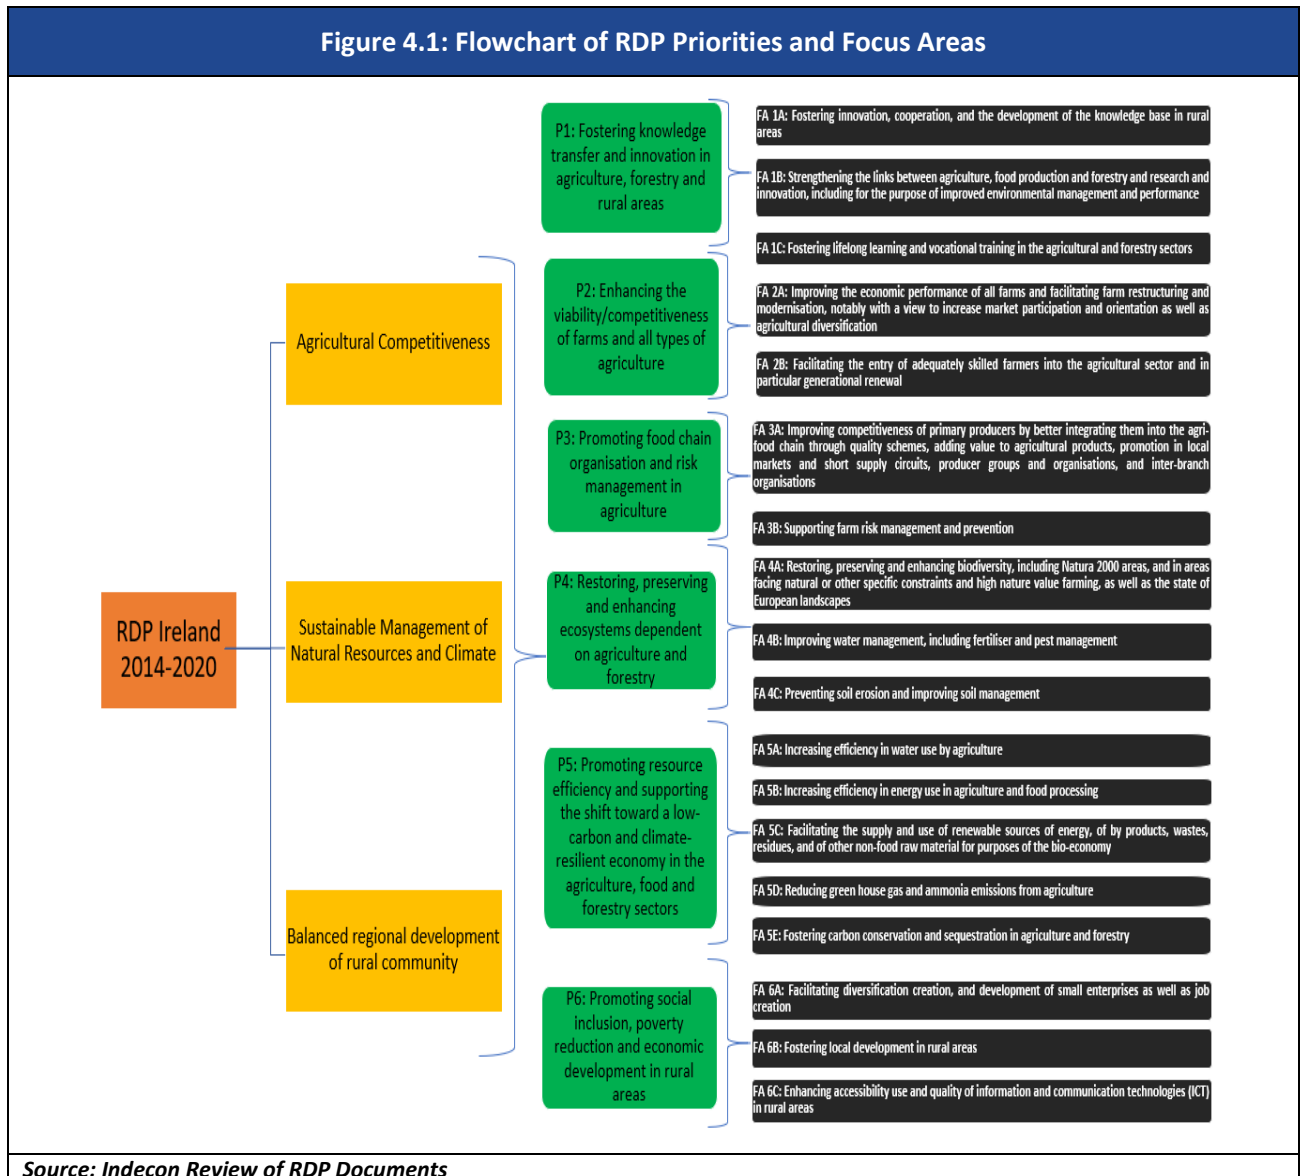 Figure 4.1: Flowchart of RDP Priorities and Focus Areas
RDP Ireland
2014-2020
Agricultural Competitiveness
Sustainable Management of
Natural Resources and Climate
Balanced regional development
of rural community
P1: Fostering knowledge
transfer and innovation in
agriculture, forestry and
rural areas
FA 1A: Fostering innovation, cooperation, and the development of the knowledge base in rural
areas
FA 1B: Strengthening the links between agriculture, food production and forestry and research and
innovation, including for the purpose of improved environmental management and performance
FA 1C: Fostering lifelong learning and vocational training in the agricultural and forestry sectors
P2: Enhancing the
viability/competitiveness
of farms and all types of
agriculture
FA 2A: Improving the economic performance of all farms and facilitating farm restructuring and
modernisation, notably with a view to increase market participation and orientation as well as
agricultural diversification
FA 2B: Facilitating the entry of adequately skilled farmers into the agricultural sector and in
particular generational renewal
P3: Promoting food chain
organisation and risk
management in
agriculture
FA 3A: Improving competitiveness of primary producers by better integrating them into the agri-
food chain through quality schemes, adding value to agricultural products, promotion in local
markets and short supply circuits, producer groups and organisations, and inter-branch
organisations
FA 3B: Supporting farm risk management and prevention
P4: Restoring, preserving
and enhancing
ecosystems dependent
on agriculture and
forestry
FA 4A: Restoring, preserving and enhancing biodiversity, including Natura 2000 areas, and in areas
facing natural or other specific constraints and high nature value farming, as well as the state of
European landscapes
FA 4B: Improving water management, including fertiliser and pest management
FA 4C: Preventing soil erosion and improving soil management
P5: Promoting resource
efficiency and supporting
the shift toward a low-
carbon and climate-
resilient economy in the
agriculture, food and
forestry sectors
FA 5A: Increasing efficiency in water use by agriculture
FA 5B: Increasing efficiency in energy use in agriculture and food processing
FA 5C: Facilitating the supply and use of renewable sources of energy, of by products, wastes,
residues, and of other non-food raw material for purposes of the bio-economy
FA 5D: Reducing green house gas and ammonia emissions from agriculture
FA 5E: Fostering carbon conservation and sequestration in agriculture and forestry
P6: Promoting social
inclusion, poverty
reduction and economic
development in rural
areas
FA 6A: Facilitating diversification creation, and development of small enterprises as well as job
creation
FA 6B: Fostering local development in rural areas
FA 6C: Enhancing accessibility use and quality of information and communication technologies (ICT)
in rural areas
Source: Indecon Review of RDP Documents